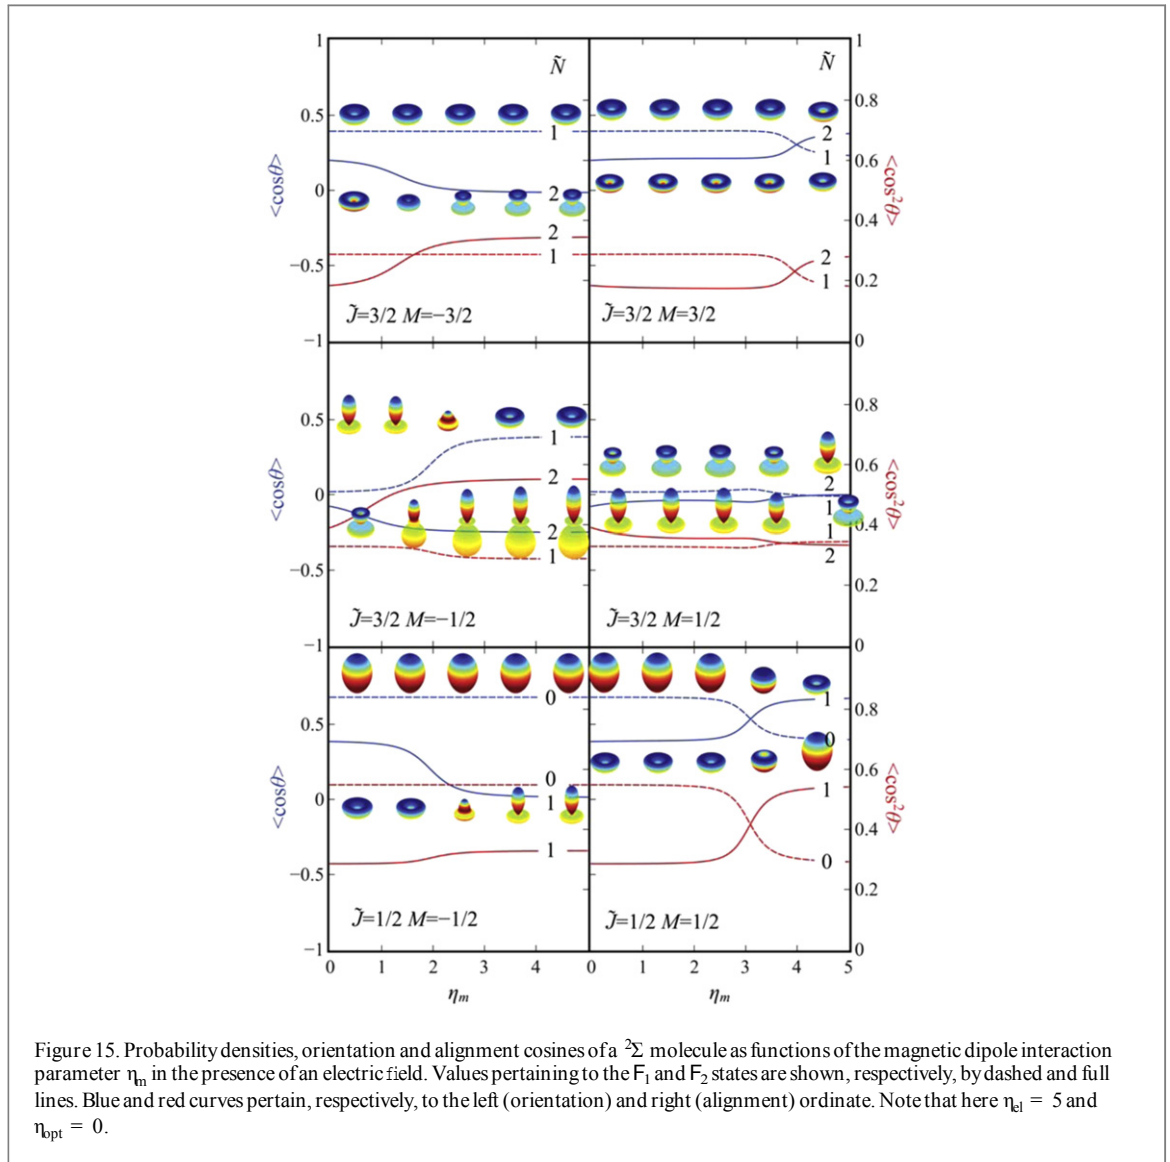 1
Ñ
Ñ
1
0.5
0
−0.5
−1
0.8
0.6
0.4
0.2
0
<cosθ>
<cos²θ>
1
2
2
1
2
1
2
1
J̃=3/2 M=−3/2
J̃=3/2 M=3/2
0.5
0
−0.5
−1
0.8
0.6
0.4
0.2
0
<cosθ>
<cos²θ>
1
2
2
1
2
1
1
2
J̃=3/2 M=−1/2
J̃=3/2 M=1/2
0.5
0
−0.5
−1
0.8
0.6
0.4
0.2
0
<cosθ>
<cos²θ>
0
0
1
1
1
0
1
0
J̃=1/2 M=−1/2
J̃=1/2 M=1/2
0 1 2 3 4 0 1 2 3 4 5
ηm ηm
Figure 15. Probability densities, orientation and alignment cosines of a ²Σ molecule as functions of the magnetic dipole interaction
parameter ηm in the presence of an electric field. Values pertaining to the F₁ and F₂ states are shown, respectively, by dashed and full
lines. Blue and red curves pertain, respectively, to the left (orientation) and right (alignment) ordinate. Note that here ηel = 5 and
ηopt = 0.